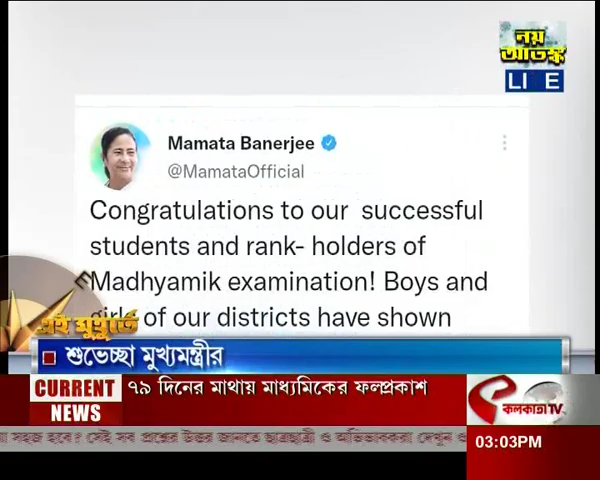 নয়
আতঙ্ক
LIVE
Mamata Banerjee
@MamataOfficial
Congratulations to our successful
students and rank- holders of
Madhyamik examination! Boys and
girls of our districts have shown
এই মুহূর্তে
শুভেচ্ছা মুখ্যমন্ত্রীর
CURRENT
NEWS
৭৯ দিনের মাথায় মাধ্যমিকের ফলপ্রকাশ
কলকাতা TV
সহজ হবে? সেই সব প্রশ্নের উত্তর জানতে ছাত্রছাত্রী ও অভিভাবকরা দেখুন
03:03PM